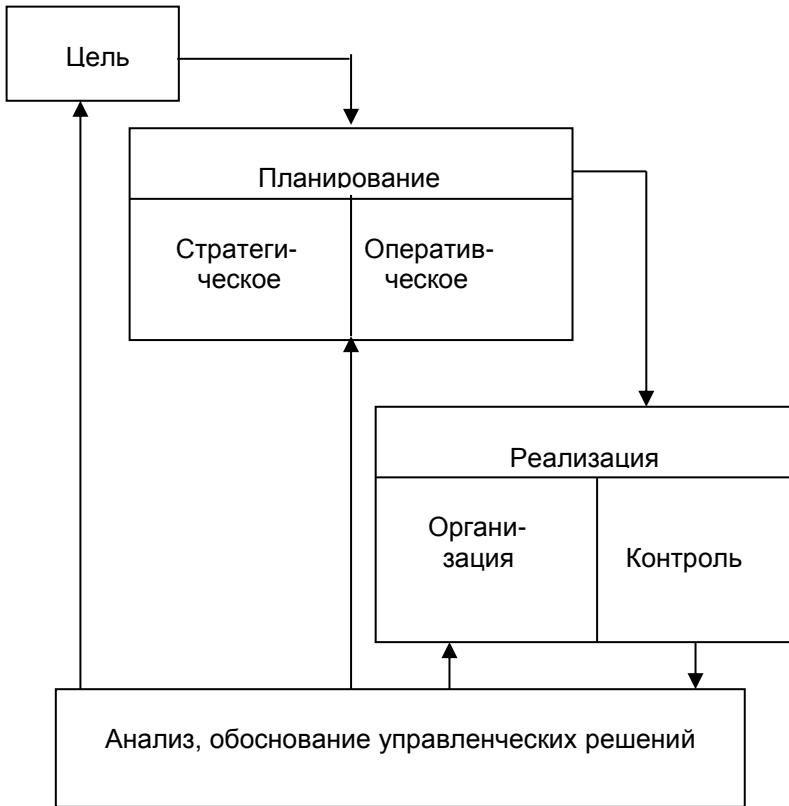 Цель
Планирование
Стратеги-
ческое
Оператив-
ческое
Реализация
Органи-
зация
Контроль
Анализ, обоснование управленческих решений